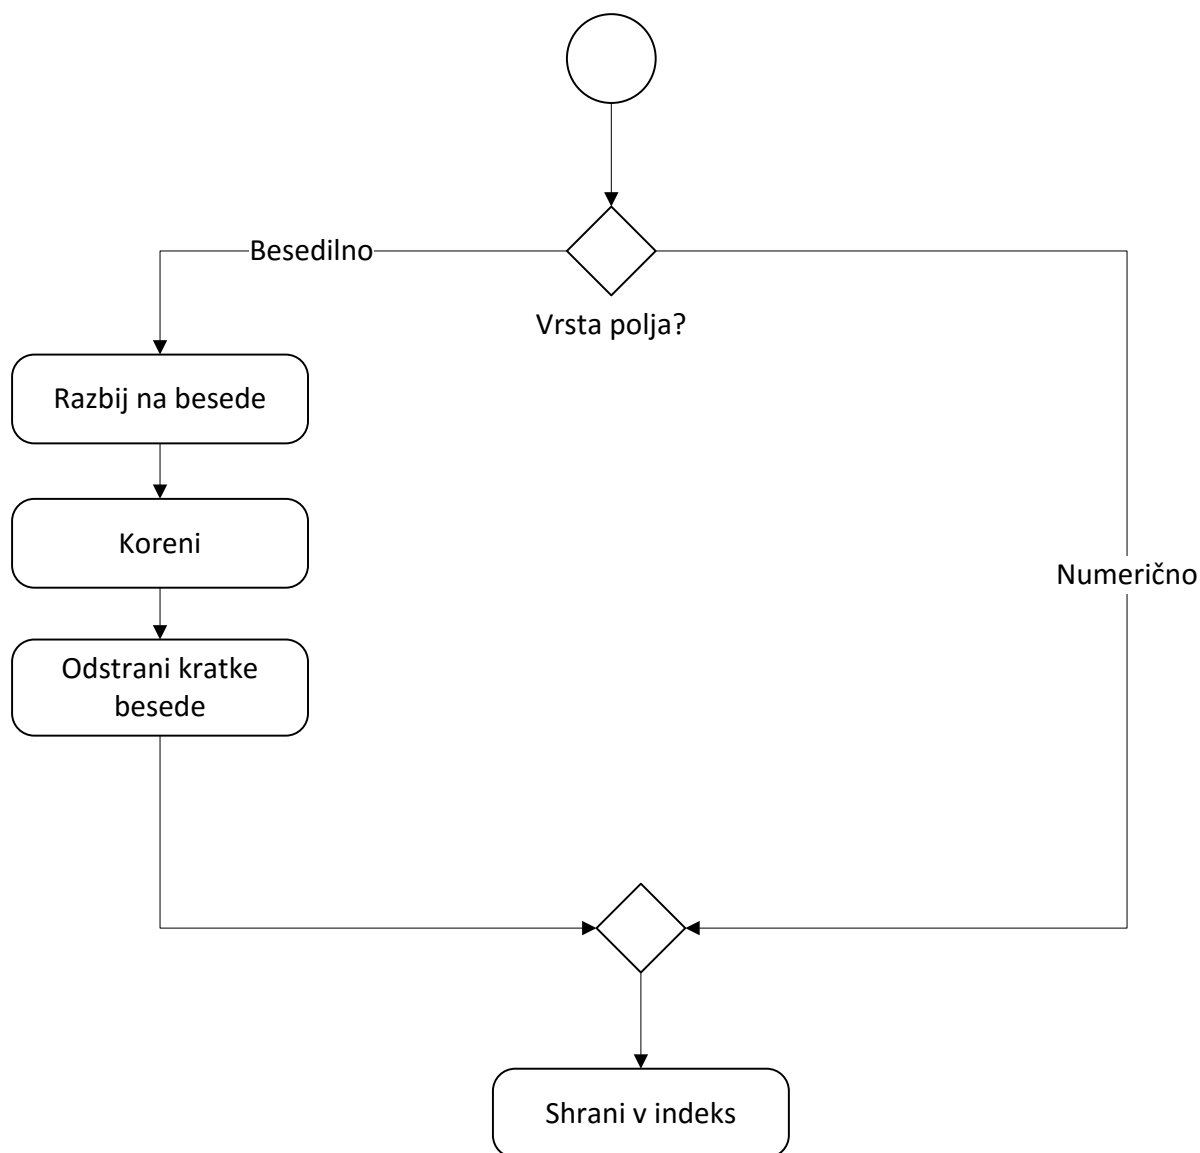 Besedilno
Vrsta polja?
Razbij na besede
Koreni
Numerično
Odstrani kratke
besede
Shrani v indeks